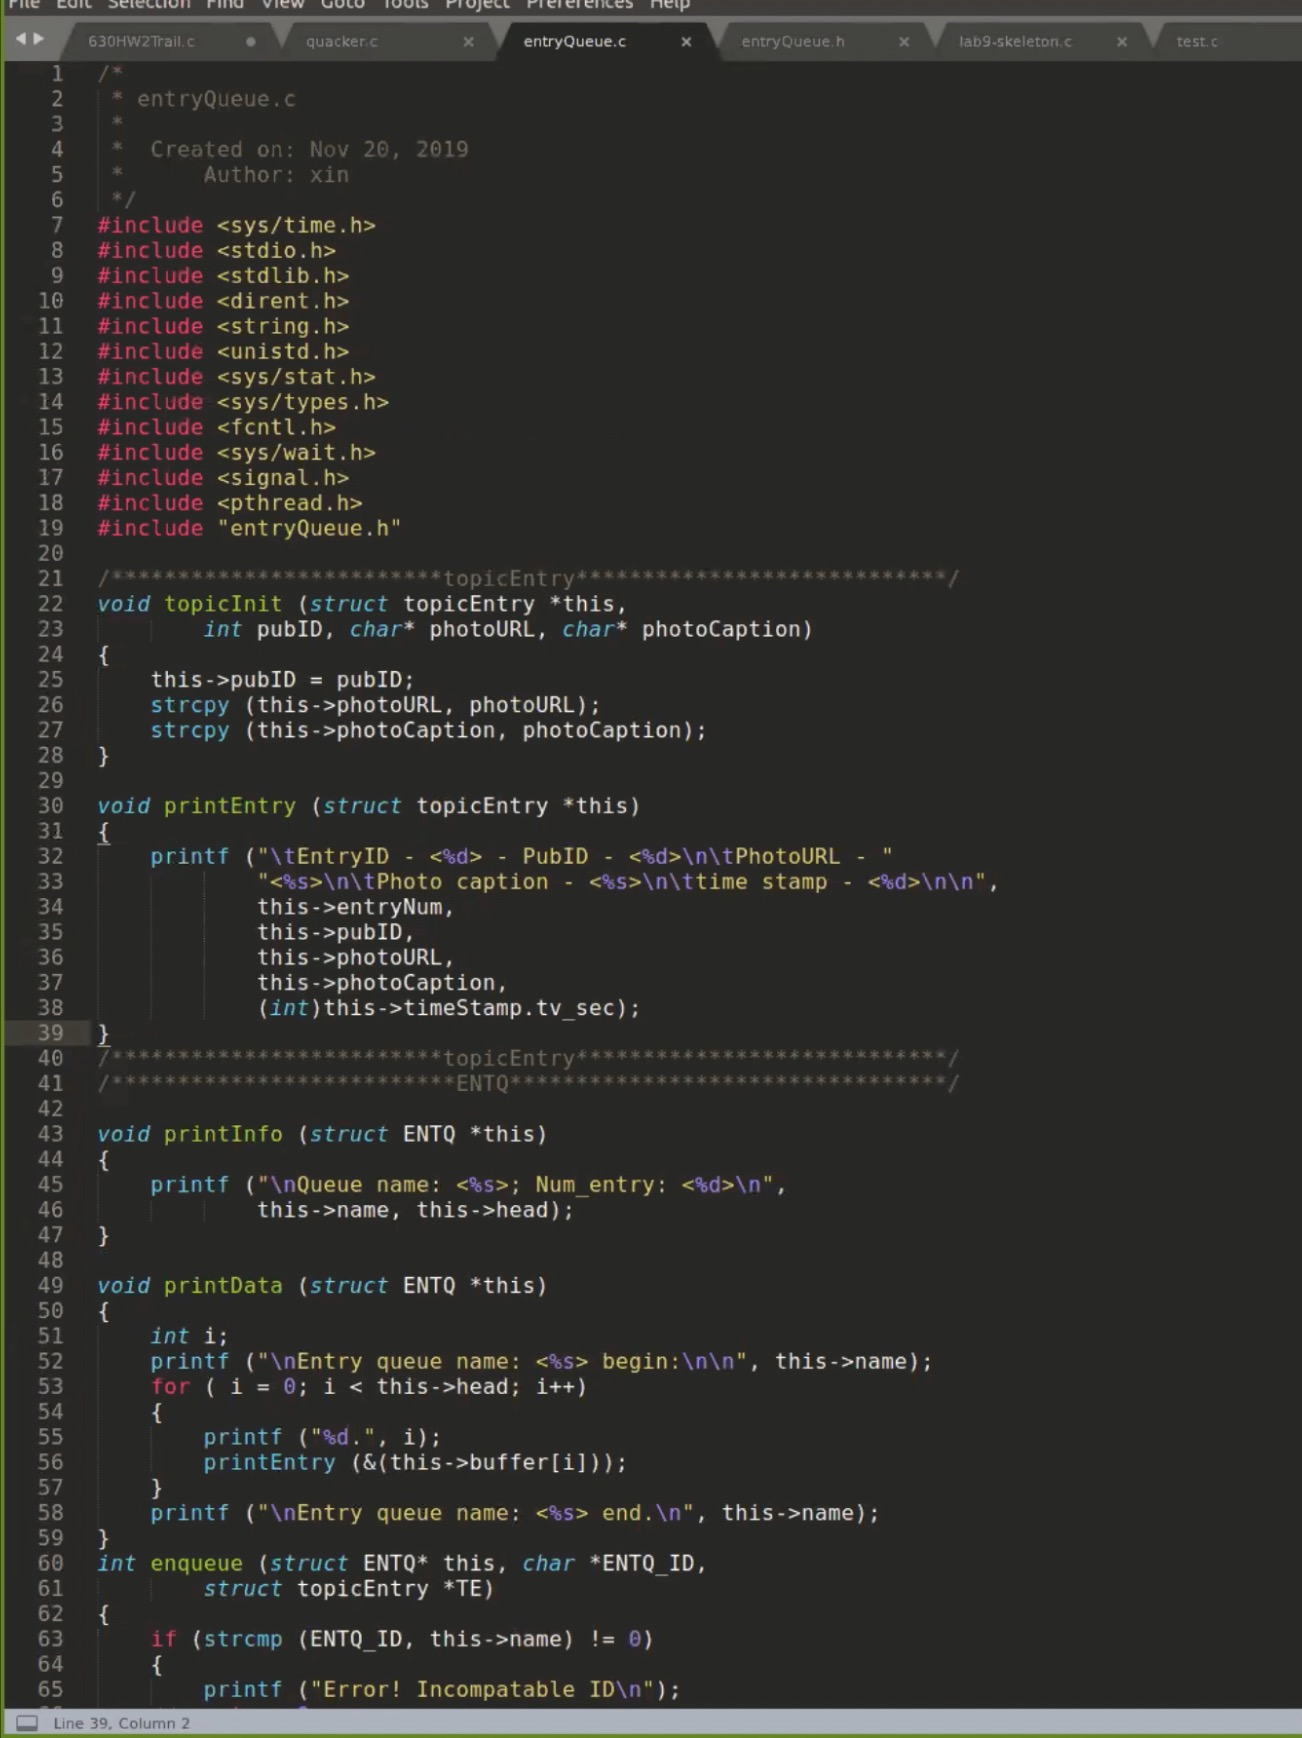 File Edit Selection Find View Goto Tools Project Preferences Help
630HW2Trail.c quacker.c entryQueue.c entryQueue.h lab9-skeleton.c test.c
1 /*
2  * entryQueue.c
3  *
4  *  Created on: Nov 20, 2019
5  *      Author: xin
6  */
7 #include <sys/time.h>
8 #include <stdio.h>
9 #include <stdlib.h>
10 #include <dirent.h>
11 #include <string.h>
12 #include <unistd.h>
13 #include <sys/stat.h>
14 #include <sys/types.h>
15 #include <fcntl.h>
16 #include <sys/wait.h>
17 #include <signal.h>
18 #include <pthread.h>
19 #include "entryQueue.h"
20
21 /*************************topicEntry****************************/
22 void topicInit (struct topicEntry *this,
23         int pubID, char* photoURL, char* photoCaption)
24 {
25     this->pubID = pubID;
26     strcpy (this->photoURL, photoURL);
27     strcpy (this->photoCaption, photoCaption);
28 }
29
30 void printEntry (struct topicEntry *this)
31 {
32     printf ("\tEntryID - <%d> - PubID - <%d>\n\tPhotoURL - "
33             "<%s>\n\tPhoto caption - <%s>\n\ttime stamp - <%d>\n\n",
34             this->entryNum,
35             this->pubID,
36             this->photoURL,
37             this->photoCaption,
38             (int)this->timeStamp.tv_sec);
39 }
40 /*************************topicEntry****************************/
41 /**************************ENTQ*********************************/
42
43 void printInfo (struct ENTQ *this)
44 {
45     printf ("\nQueue name: <%s>; Num_entry: <%d>\n",
46             this->name, this->head);
47 }
48
49 void printData (struct ENTQ *this)
50 {
51     int i;
52     printf ("\nEntry queue name: <%s> begin:\n\n", this->name);
53     for ( i = 0; i < this->head; i++)
54     {
55         printf ("%d.", i);
56         printEntry (&(this->buffer[i]));
57     }
58     printf ("\nEntry queue name: <%s> end.\n", this->name);
59 }
60 int enqueue (struct ENTQ* this, char *ENTQ_ID,
61         struct topicEntry *TE)
62 {
63     if (strcmp (ENTQ_ID, this->name) != 0)
64     {
65         printf ("Error! Incompatable ID\n");
Line 39, Column 2